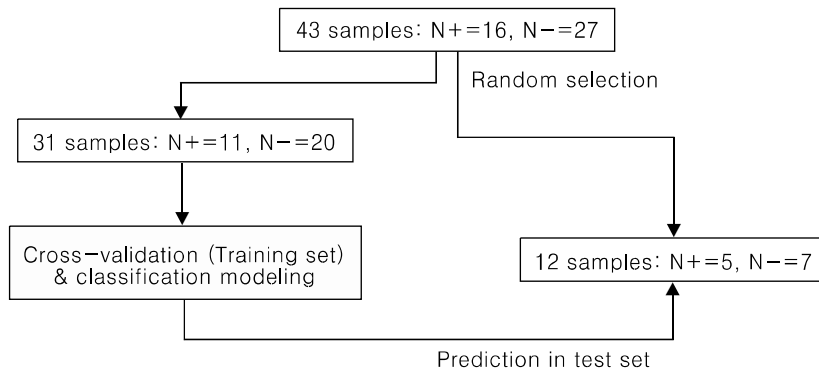 43 samples: N+=16, N-=27
Random selection
31 samples: N+=11, N-=20
Cross-validation (Training set)
& classification modeling
12 samples: N+=5, N-=7
Prediction in test set